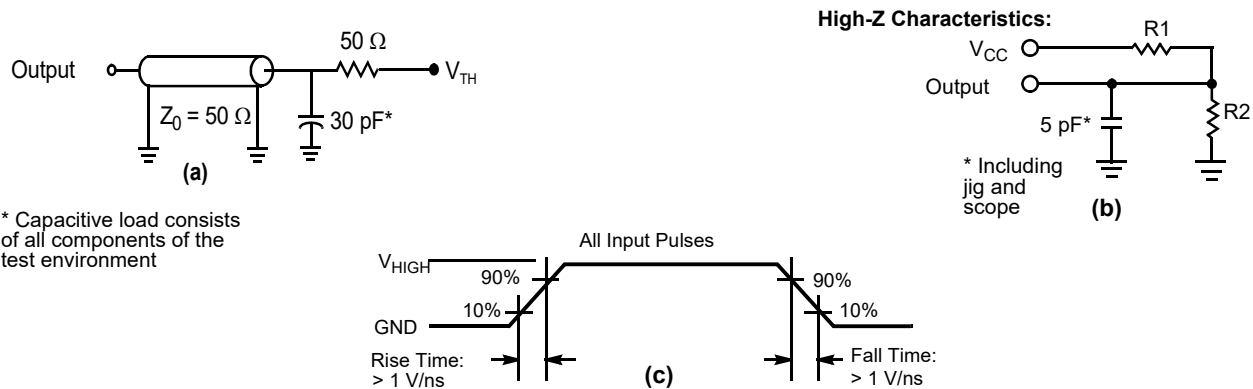 High-Z Characteristics:
50 Ω
Output
V_TH
Z_0 = 50 Ω
30 pF*
(a)
* Capacitive load consists
of all components of the
test environment
V_CC
R1
Output
R2
5 pF*
* Including
jig and
scope
(b)
All Input Pulses
V_HIGH
90%
90%
10%
10%
GND
Rise Time:
> 1 V/ns
(c)
Fall Time:
> 1 V/ns